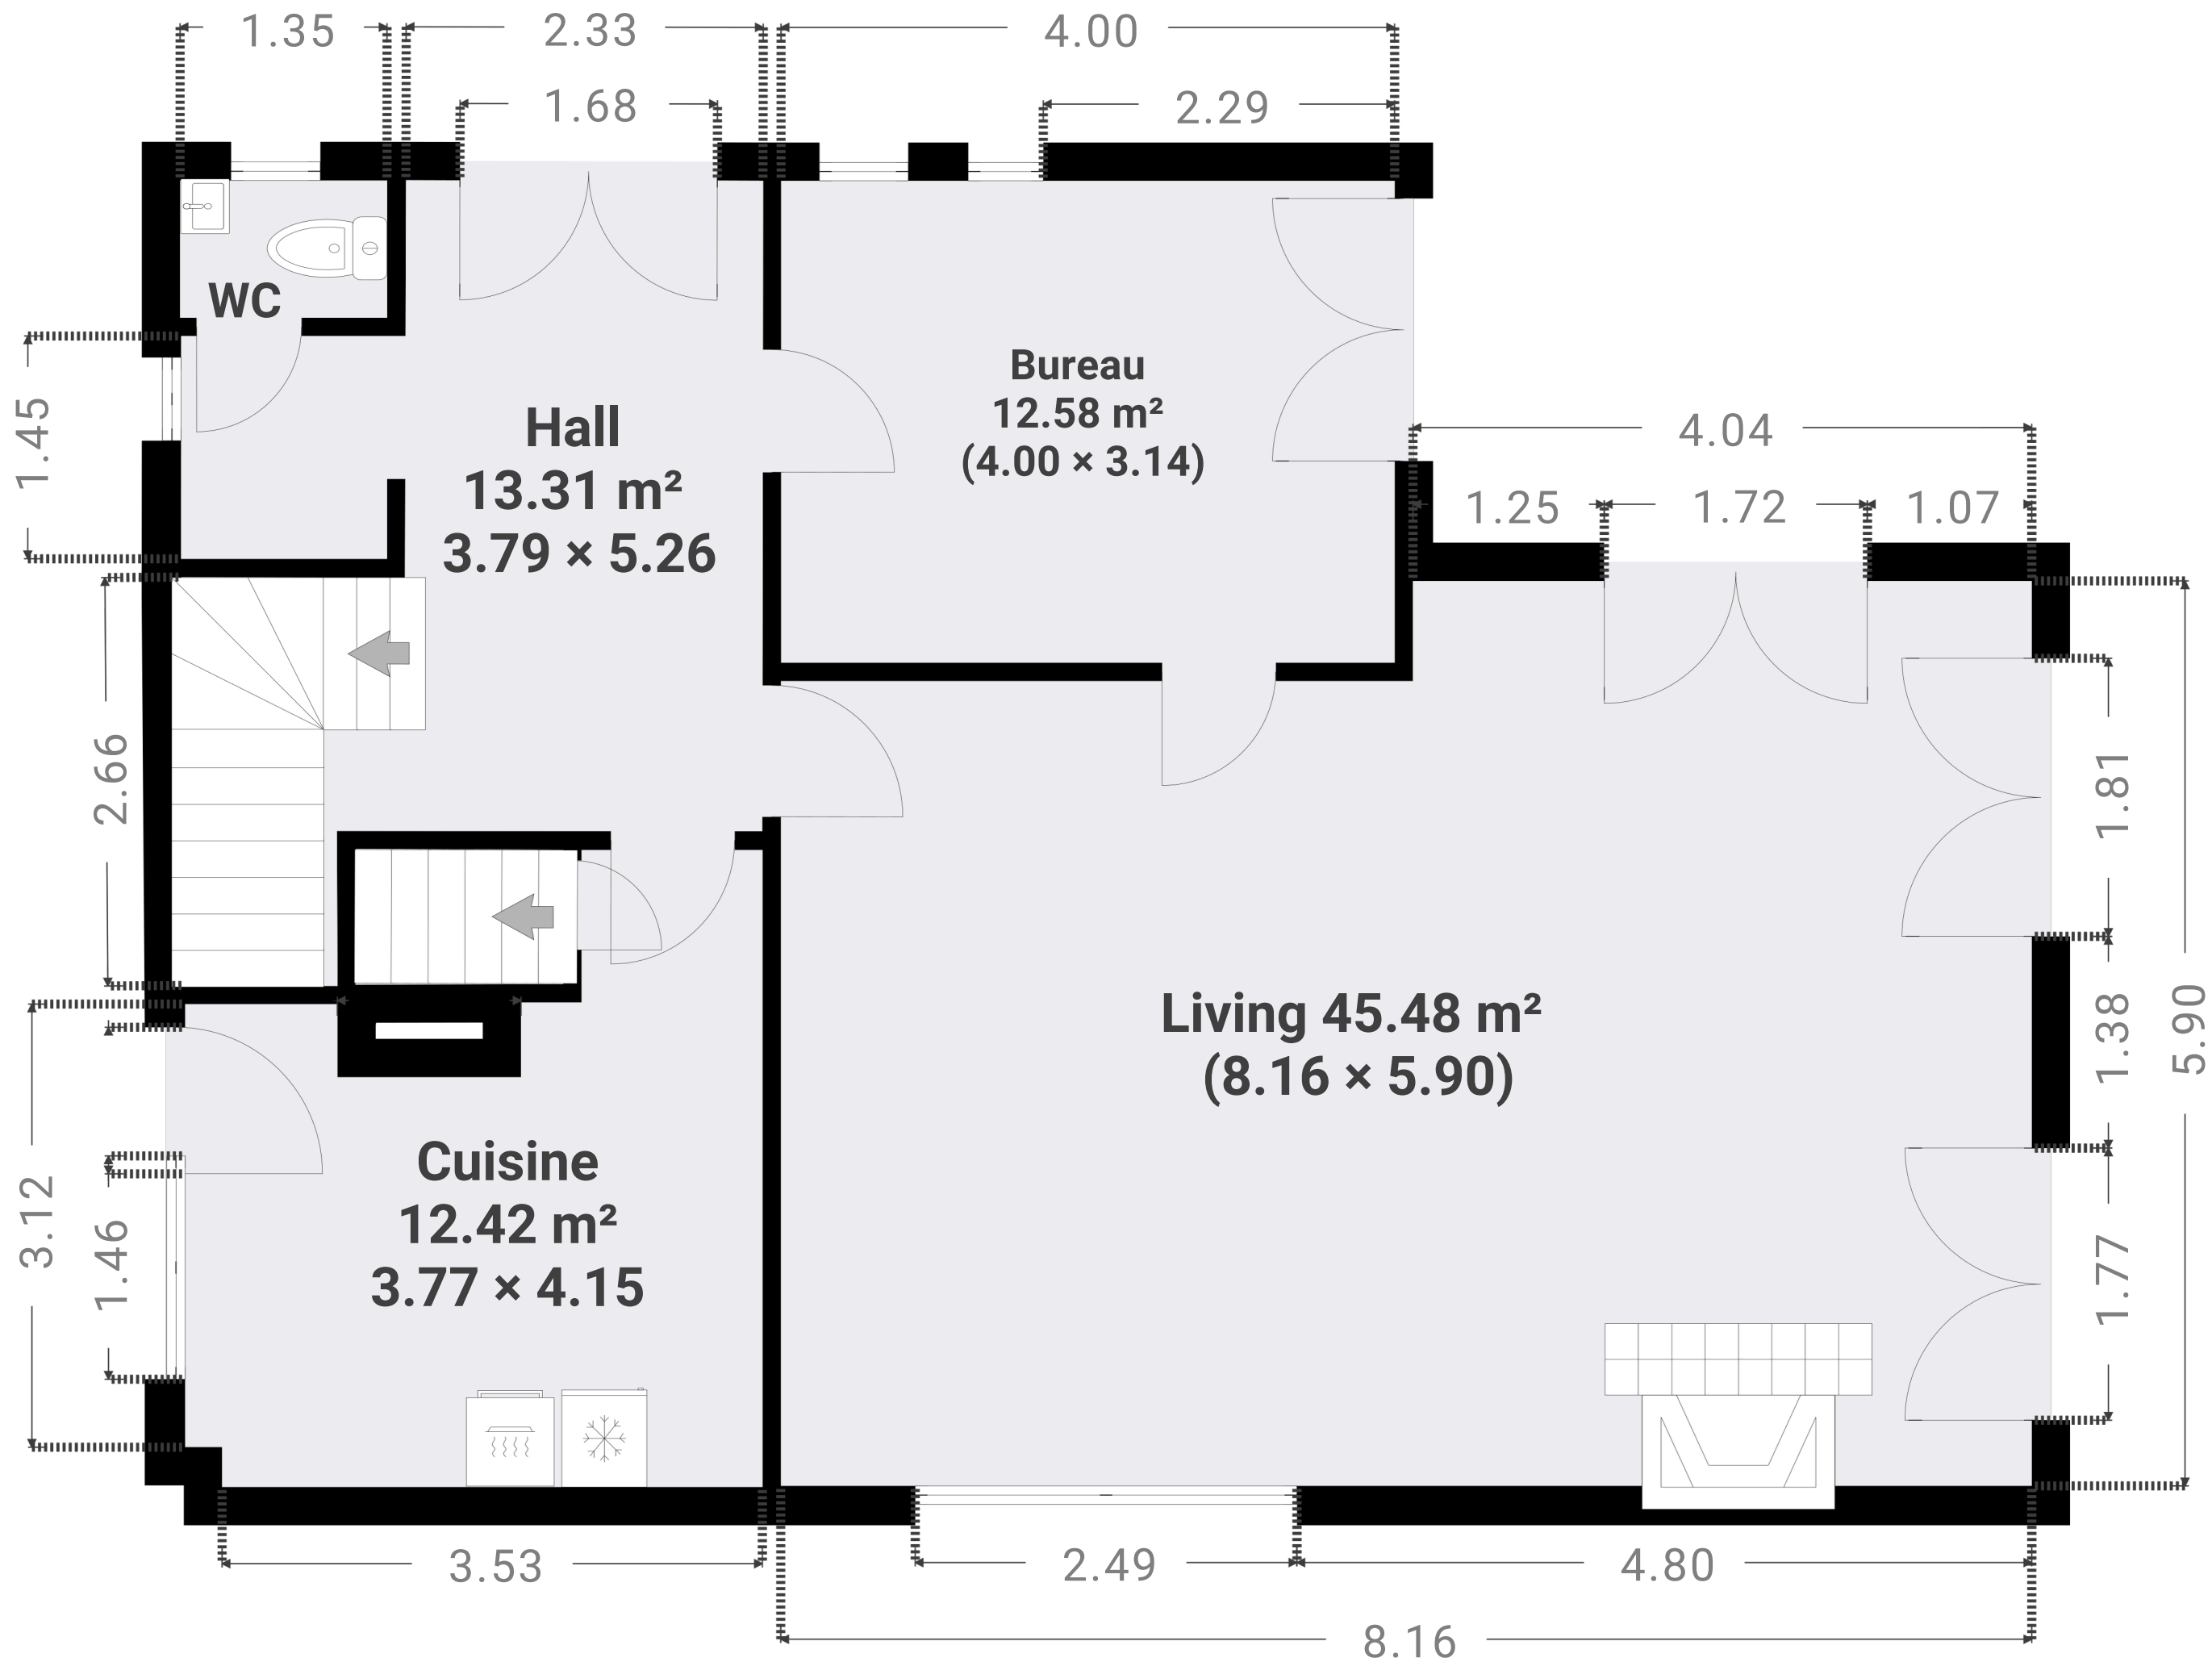 1.35
2.33
4.00
1.68
2.29
WC
1.45
Hall
13.31 m²
3.79 × 5.26
Bureau
12.58 m²
(4.00 × 3.14)
4.04
1.25
1.72
1.07
2.66
1.81
Living 45.48 m²
(8.16 × 5.90)
1.38
5.90
Cuisine
12.42 m²
3.77 × 4.15
3.12
1.46
1.77
3.53
2.49
4.80
8.16